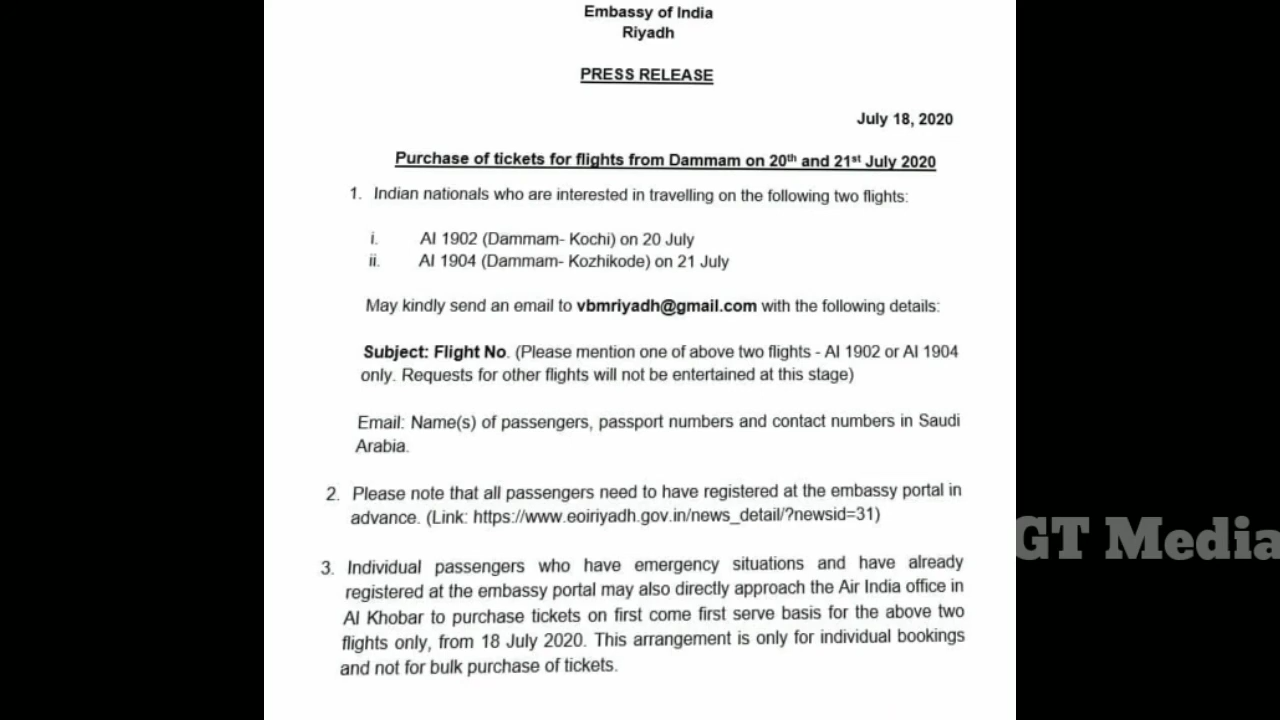 Embassy of India
Riyadh
PRESS RELEASE
July 18, 2020
Purchase of tickets for flights from Dammam on 20th and 21st July 2020
1. Indian nationals who are interested in travelling on the following two flights:
i. AI 1902 (Dammam- Kochi) on 20 July
ii. AI 1904 (Dammam- Kozhikode) on 21 July
May kindly send an email to vbmriyadh@gmail.com with the following details:
Subject: Flight No. (Please mention one of above two flights - AI 1902 or AI 1904
only. Requests for other flights will not be entertained at this stage)
Email: Name(s) of passengers, passport numbers and contact numbers in Saudi
Arabia.
2. Please note that all passengers need to have registered at the embassy portal in
advance. (Link: https://www.eoiriyadh.gov.in/news_detail/?newsid=31)
GT Media
3. Individual passengers who have emergency situations and have already
registered at the embassy portal may also directly approach the Air India office in
Al Khobar to purchase tickets on first come first serve basis for the above two
flights only, from 18 July 2020. This arrangement is only for individual bookings
and not for bulk purchase of tickets.